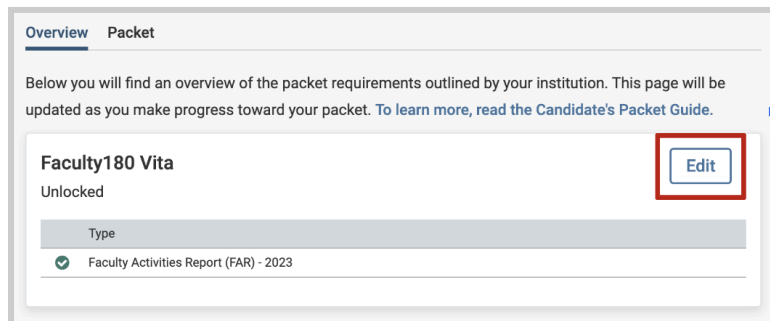 Overview Packet
Below you will find an overview of the packet requirements outlined by your institution. This page will be
updated as you make progress toward your packet. To learn more, read the Candidate's Packet Guide.
Faculty180 Vita
Edit
Unlocked
Type
Faculty Activities Report (FAR) - 2023